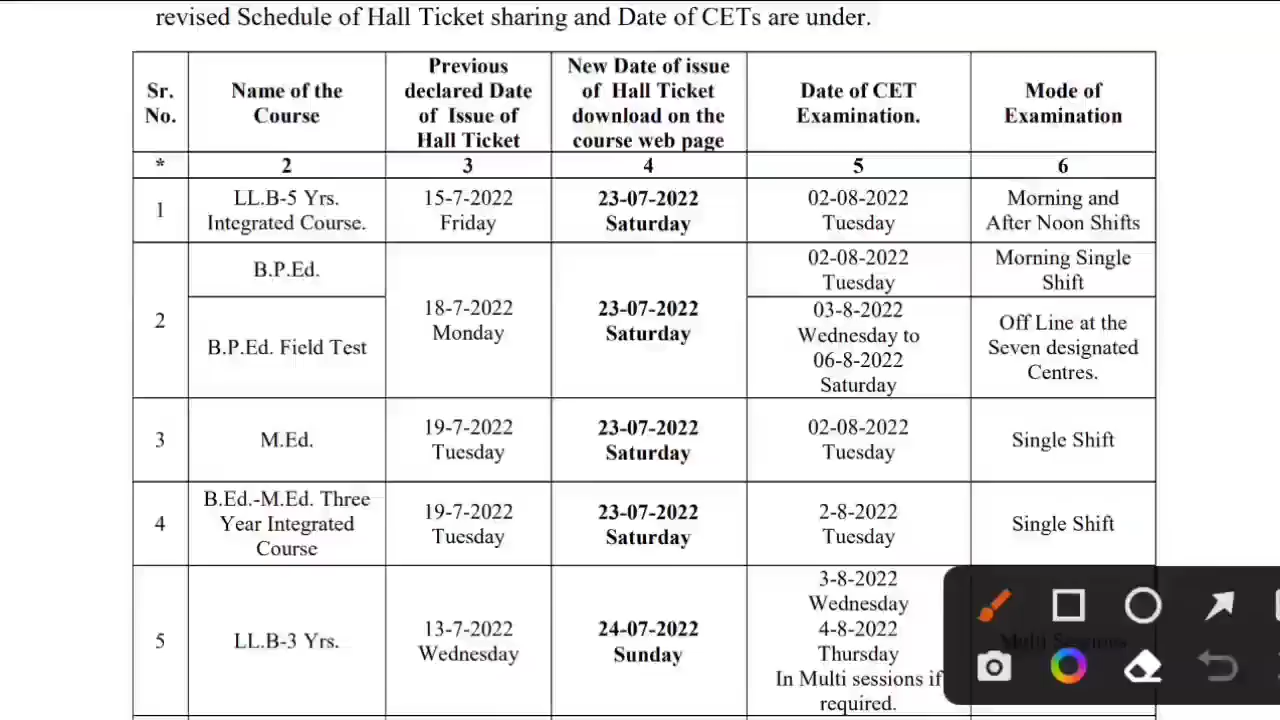 revised Schedule of Hall Ticket sharing and Date of CETs are under.
Sr. No.
Name of the Course
Previous declared Date of Issue of Hall Ticket
New Date of issue of Hall Ticket download on the course web page
Date of CET Examination.
Mode of Examination
* 2 3 4 5 6
1
LL.B-5 Yrs.
Integrated Course.
15-7-2022
Friday
23-07-2022
Saturday
02-08-2022
Tuesday
Morning and
After Noon Shifts
2
B.P.Ed.
18-7-2022
Monday
23-07-2022
Saturday
02-08-2022
Tuesday
Morning Single
Shift
B.P.Ed. Field Test
03-8-2022
Wednesday to
06-8-2022
Saturday
Off Line at the
Seven designated
Centres.
3
M.Ed.
19-7-2022
Tuesday
23-07-2022
Saturday
02-08-2022
Tuesday
Single Shift
4
B.Ed.-M.Ed. Three
Year Integrated
Course
19-7-2022
Tuesday
23-07-2022
Saturday
2-8-2022
Tuesday
Single Shift
5
LL.B-3 Yrs.
13-7-2022
Wednesday
24-07-2022
Sunday
3-8-2022
Wednesday
4-8-2022
Thursday
In Multi sessions if
required.
Multi Sessions